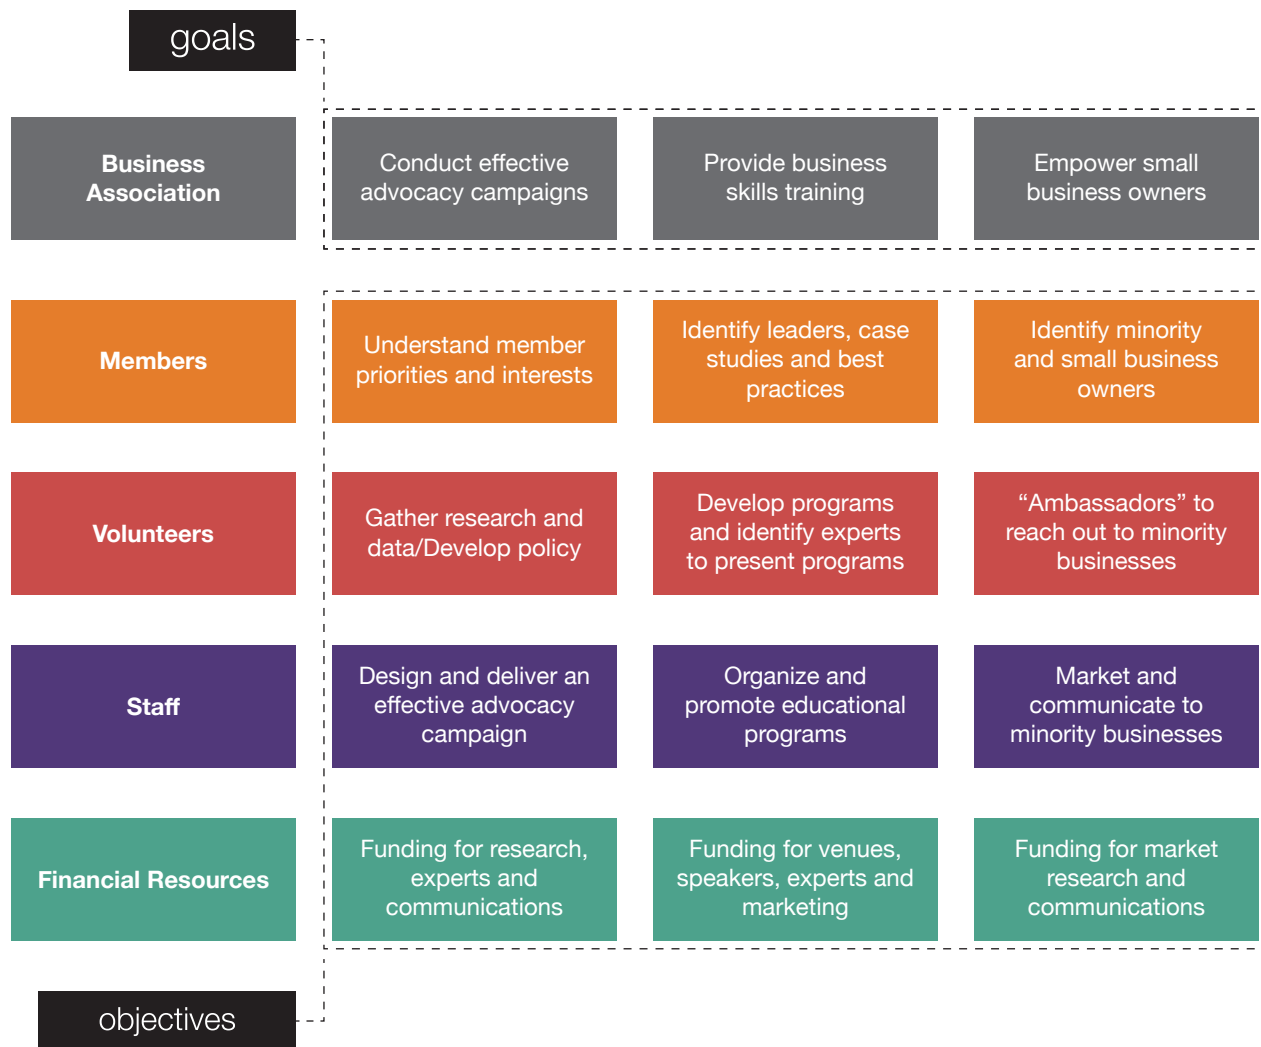 goals
Business
Association
Conduct effective
advocacy campaigns
Provide business
skills training
Empower small
business owners
Members
Understand member
priorities and interests
Identify leaders, case
studies and best
practices
Identify minority
and small business
owners
Volunteers
Gather research and
data/Develop policy
Develop programs
and identify experts
to present programs
“Ambassadors” to
reach out to minority
businesses
Staff
Design and deliver an
effective advocacy
campaign
Organize and
promote educational
programs
Market and
communicate to
minority businesses
Financial Resources
Funding for research,
experts and
communications
Funding for venues,
speakers, experts and
marketing
Funding for market
research and
communications
objectives